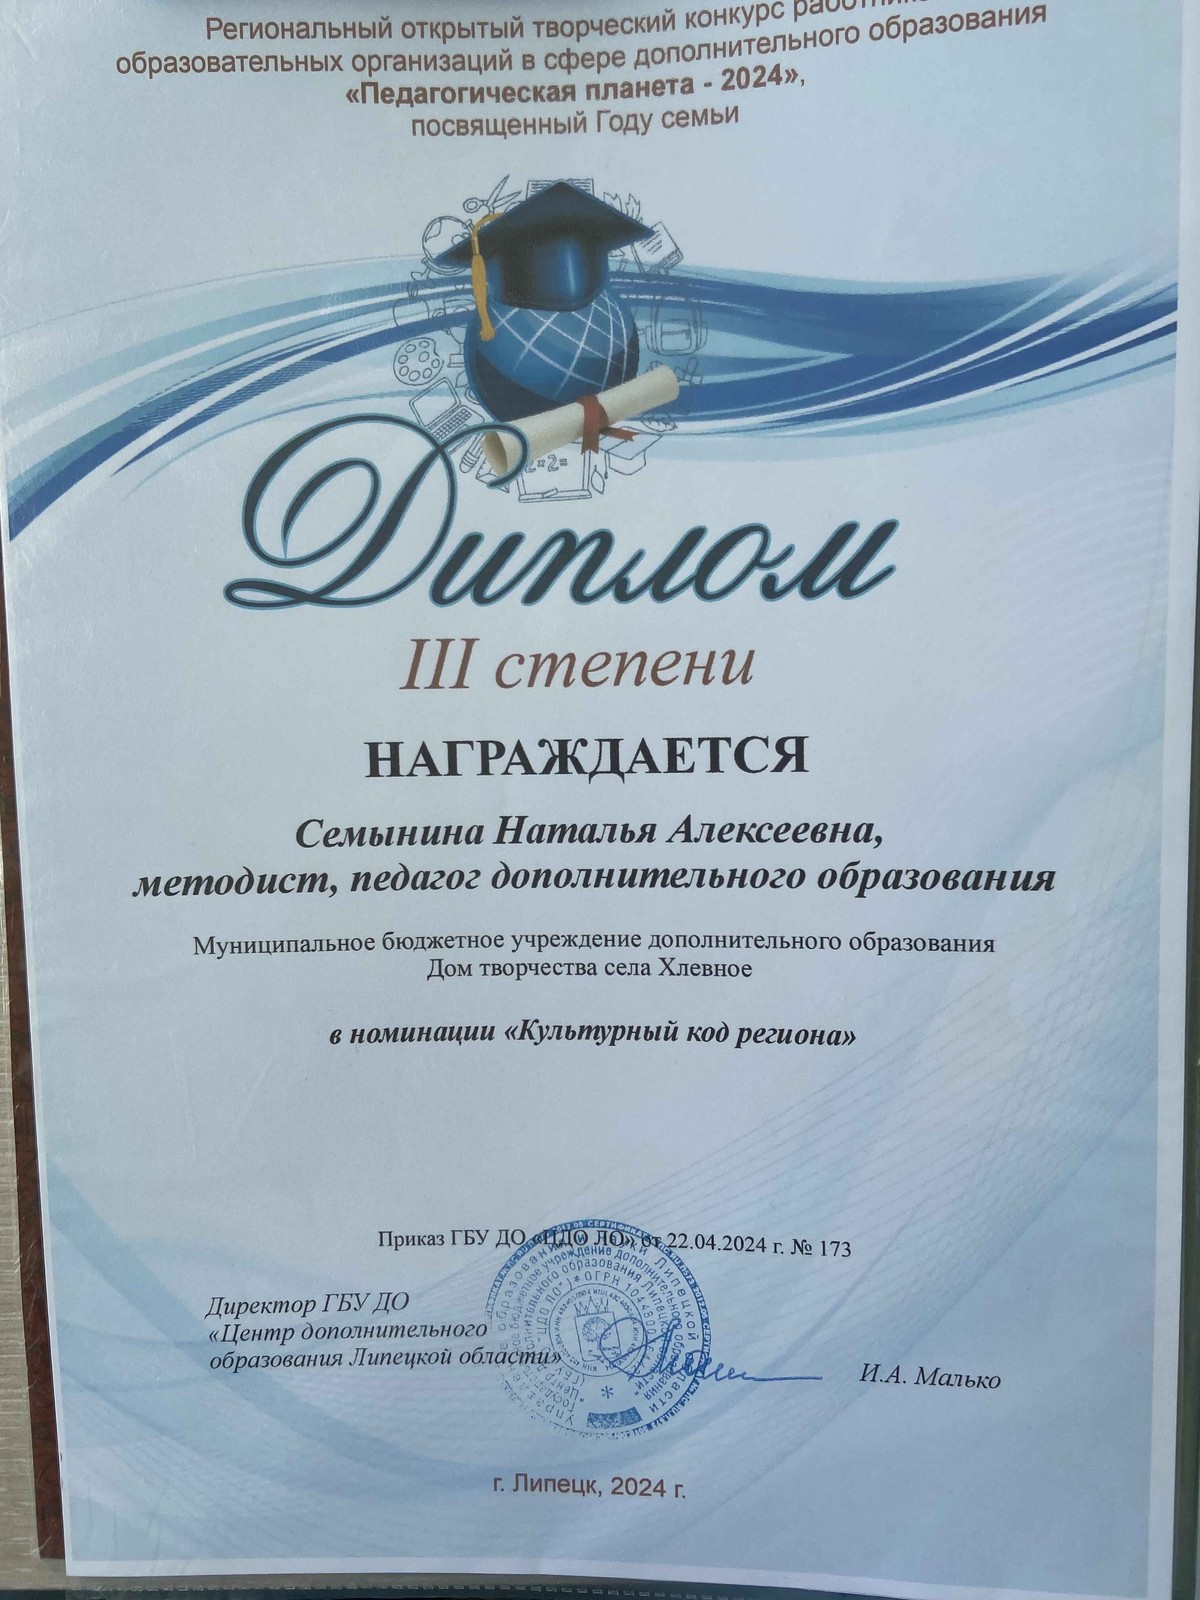 Региональный открытый творческий конкурс
образовательных организаций в сфере дополнительного образования
«Педагогическая планета - 2024»,
посвященный Году семьи
2×2=
Диплом
III степени
НАГРАЖДАЕТСЯ
Семынина Наталья Алексеевна,
методист, педагог дополнительного образования
Муниципальное бюджетное учреждение дополнительного образования
Дом творчества села Хлевное
в номинации «Культурный код региона»
Приказ ГБУ ДО «ЦДО ЛО» от 22.04.2024 г. № 173
Директор ГБУ ДО
«Центр дополнительного
образования Липецкой области»
И.А. Малько
г. Липецк, 2024 г.